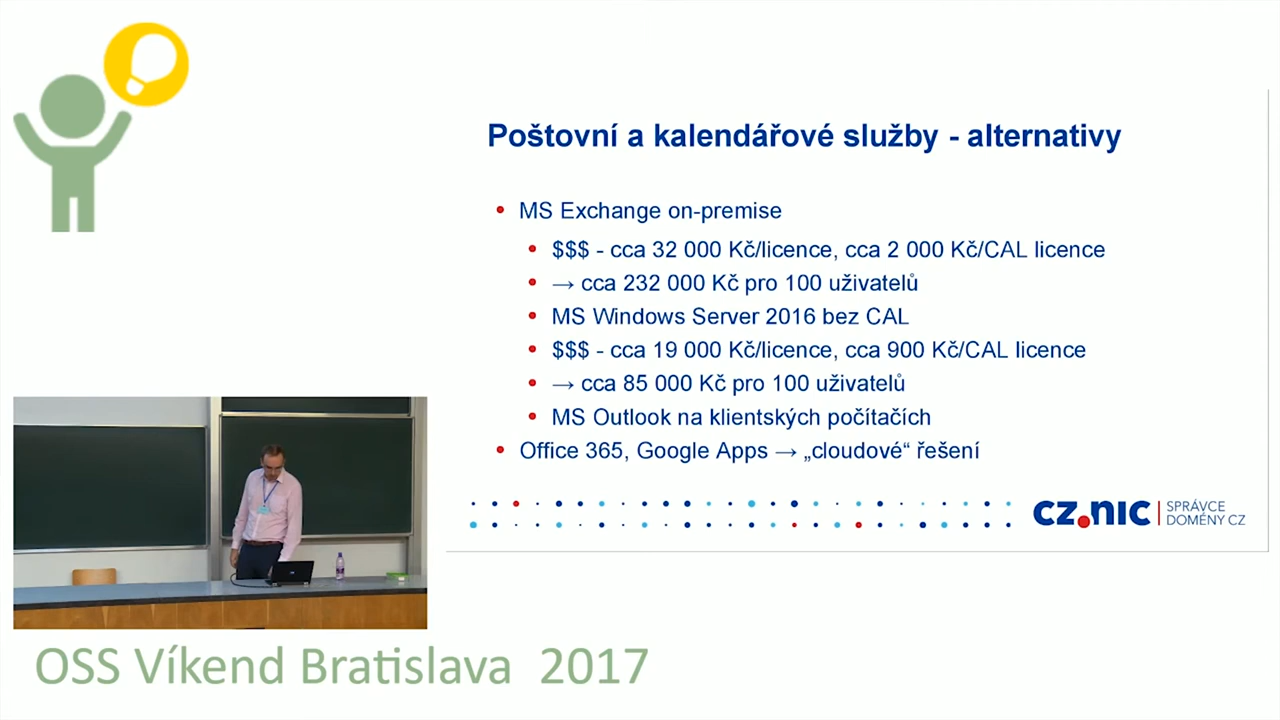 Poštovní a kalendářové služby - alternativy
MS Exchange on-premise
$$$ - cca 32 000 Kč/licence, cca 2 000 Kč/CAL licence
→ cca 232 000 Kč pro 100 uživatelů
MS Windows Server 2016 bez CAL
$$$ - cca 19 000 Kč/licence, cca 900 Kč/CAL licence
→ cca 85 000 Kč pro 100 uživatelů
MS Outlook na klientských počítačích
Office 365, Google Apps → „cloudové“ řešení
cz.nic
SPRÁVCE
DOMÉNY CZ
OSS Víkend Bratislava 2017